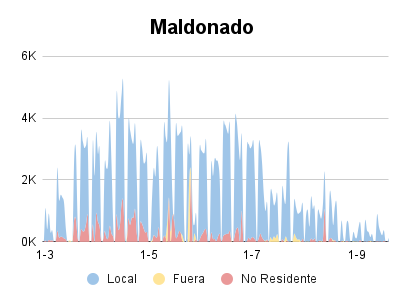 Maldonado
6K
4K
2K
0K
1-3 1-5 1-7 1-9
Local Fuera No Residente